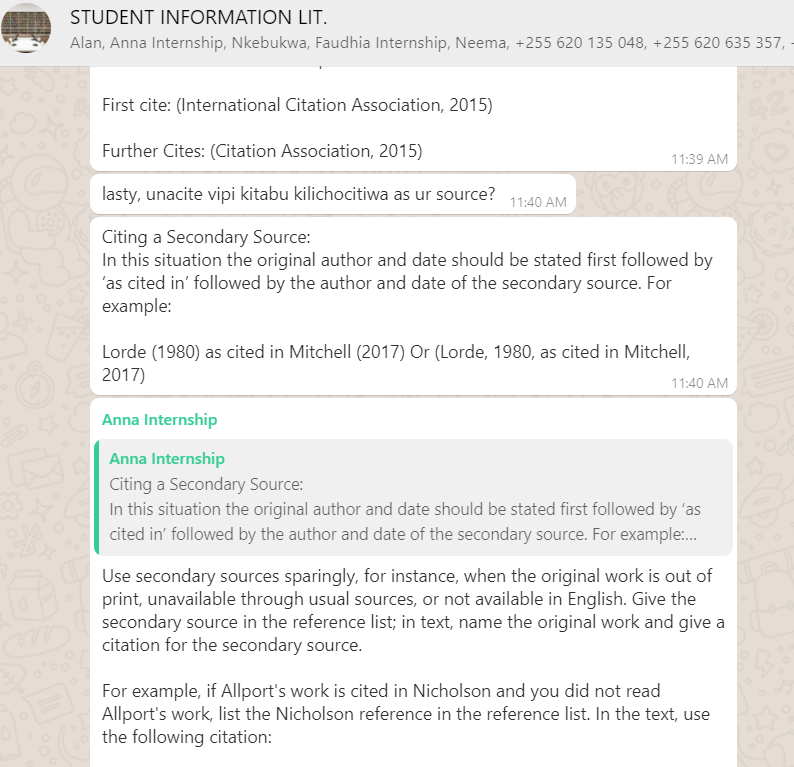 STUDENT INFORMATION LIT.
Alan, Anna Internship, Nkebukwa, Faudhia Internship, Neema, +255 620 135 048, +255 620 635 357,
First cite: (International Citation Association, 2015)
Further Cites: (Citation Association, 2015)
11:39 AM
lasty, unacite vipi kitabu kilichocitiwa as ur source?
11:40 AM
Citing a Secondary Source:
In this situation the original author and date should be stated first followed by
‘as cited in’ followed by the author and date of the secondary source. For
example:
Lorde (1980) as cited in Mitchell (2017) Or (Lorde, 1980, as cited in Mitchell,
2017)
11:40 AM
Anna Internship
Anna Internship
Citing a Secondary Source:
In this situation the original author and date should be stated first followed by ‘as
cited in’ followed by the author and date of the secondary source. For example:...
Use secondary sources sparingly, for instance, when the original work is out of
print, unavailable through usual sources, or not available in English. Give the
secondary source in the reference list; in text, name the original work and give a
citation for the secondary source.
For example, if Allport's work is cited in Nicholson and you did not read
Allport's work, list the Nicholson reference in the reference list. In the text, use
the following citation: